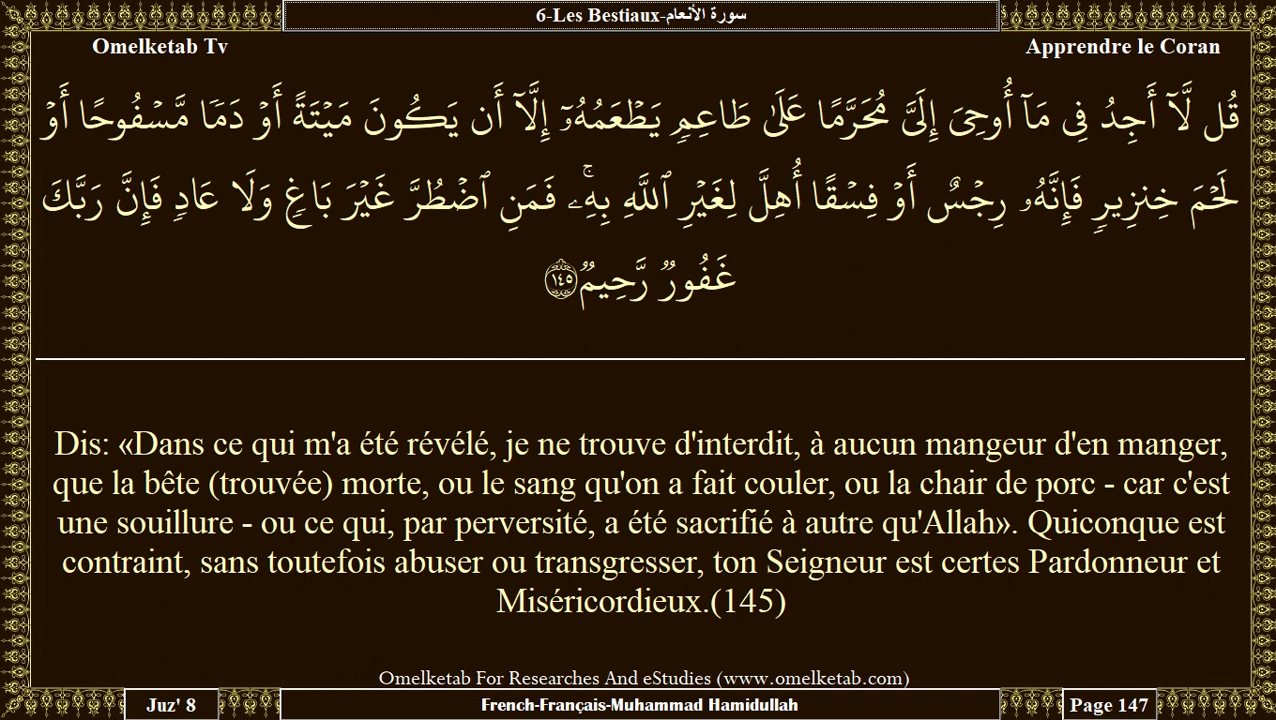 6-Les Bestiaux-سورة الأنعام
Omelketab Tv
Apprendre le Coran
قُل لَّآ أَجِدُ فِى مَآ أُوحِىَ إِلَىَّ مُحَرَّمًا عَلَىٰ طَاعِمٍۢ يَطْعَمُهُۥٓ إِلَّآ أَن يَكُونَ مَيْتَةً أَوْ دَمًۭا مَّسْفُوحًا أَوْ
لَحْمَ خِنزِيرٍۢ فَإِنَّهُۥ رِجْسٌ أَوْ فِسْقًا أُهِلَّ لِغَيْرِ ٱللَّهِ بِهِۦ ۚ فَمَنِ ٱضْطُرَّ غَيْرَ بَاغٍۢ وَلَا عَادٍۢ فَإِنَّ رَبَّكَ
غَفُورٌۭ رَّحِيمٌۭ ١٤٥
Dis: «Dans ce qui m'a été révélé, je ne trouve d'interdit, à aucun mangeur d'en manger,
que la bête (trouvée) morte, ou le sang qu'on a fait couler, ou la chair de porc - car c'est
une souillure - ou ce qui, par perversité, a été sacrifié à autre qu'Allah». Quiconque est
contraint, sans toutefois abuser ou transgresser, ton Seigneur est certes Pardonneur et
Miséricordieux.(145)
Omelketab For Researches And eStudies (www.omelketab.com)
Juz' 8
French-Français-Muhammad Hamidullah
Page 147